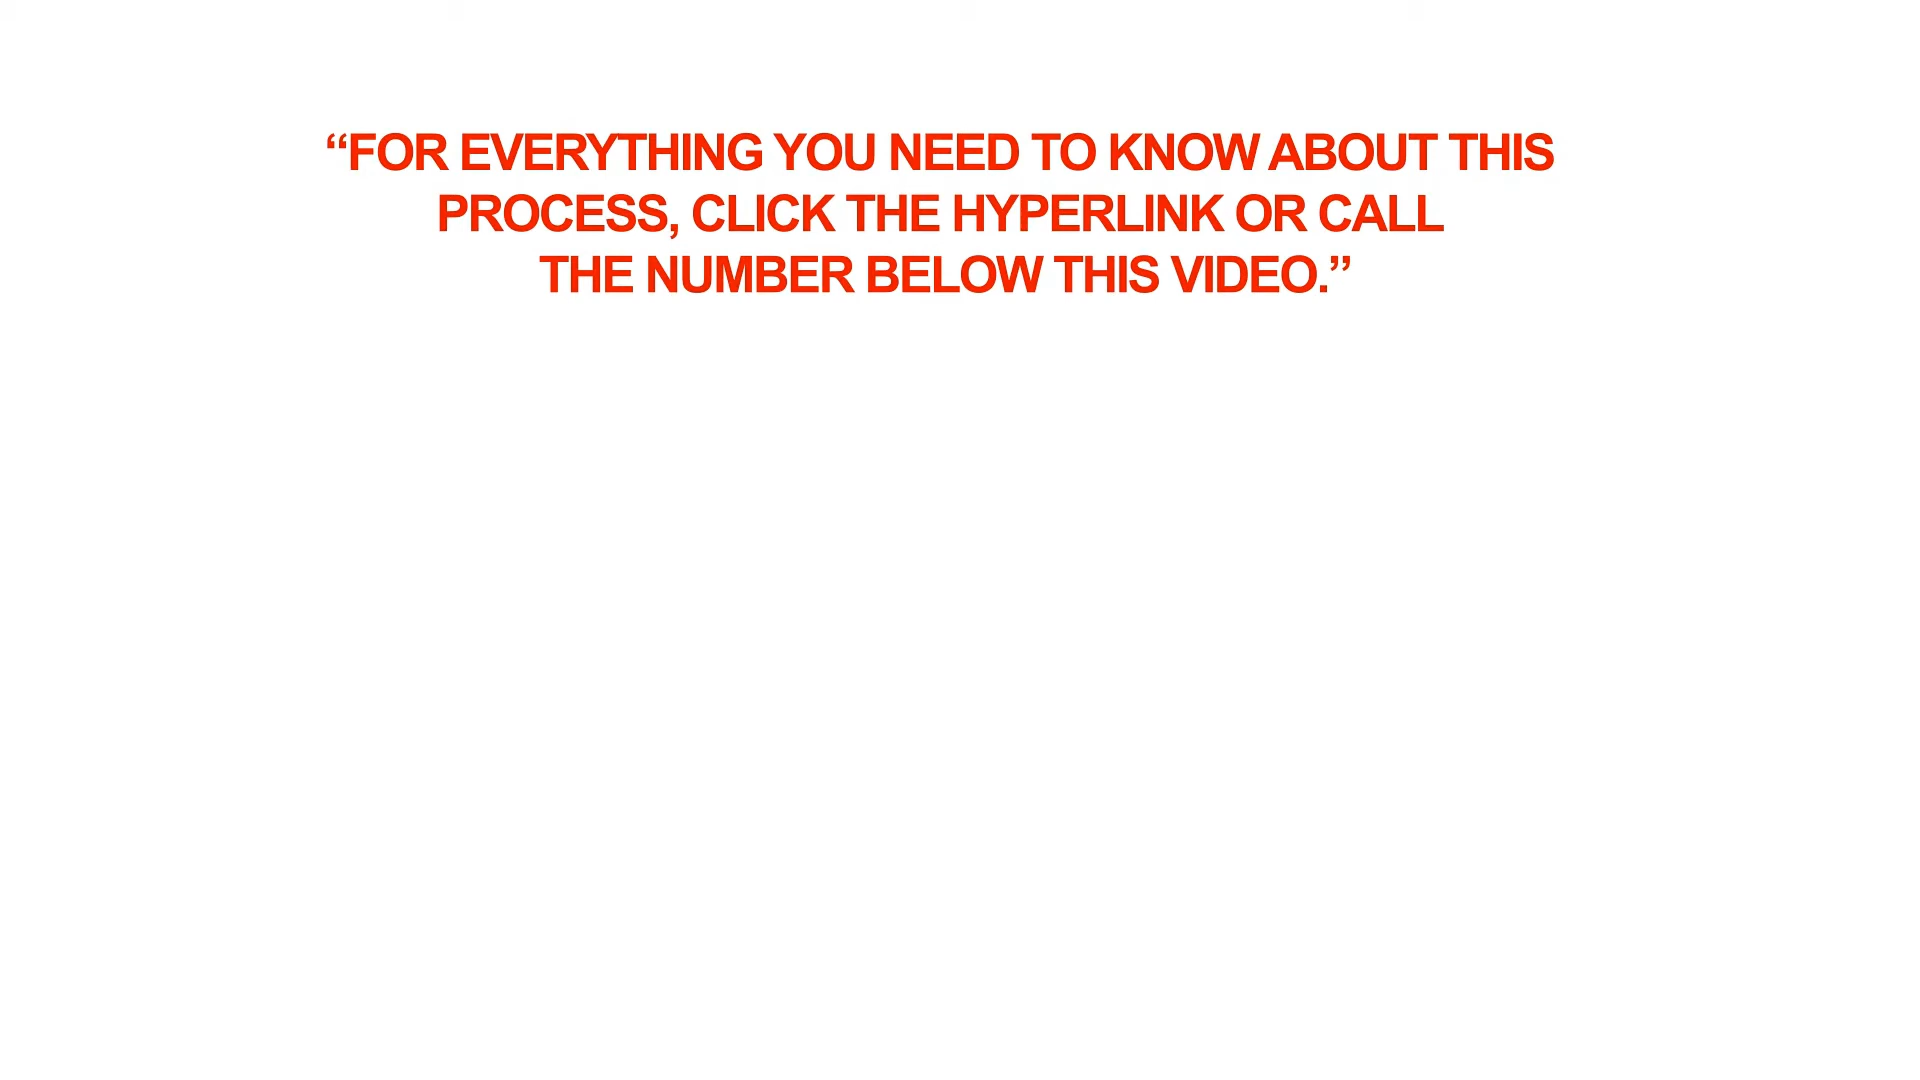 “FOR EVERYTHING YOU NEED TO KNOW ABOUT THIS
PROCESS, CLICK THE HYPERLINK OR CALL
THE NUMBER BELOW THIS VIDEO.”